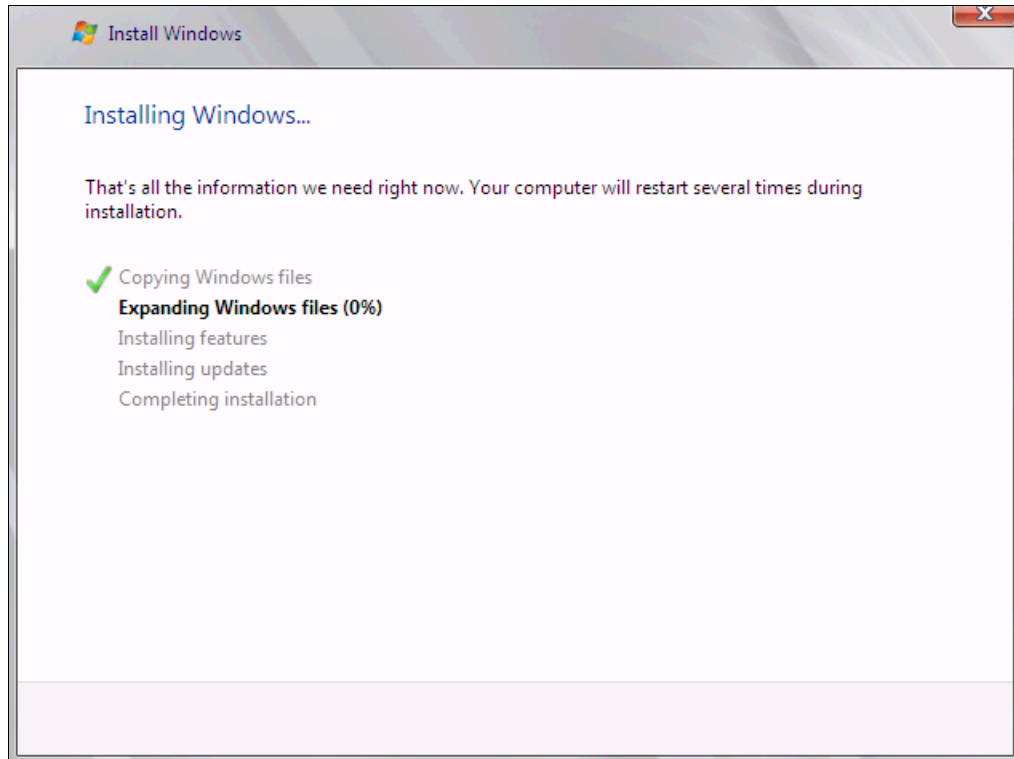 Install Windows
Installing Windows...
That's all the information we need right now. Your computer will restart several times during
installation.
Copying Windows files
Expanding Windows files (0%)
Installing features
Installing updates
Completing installation